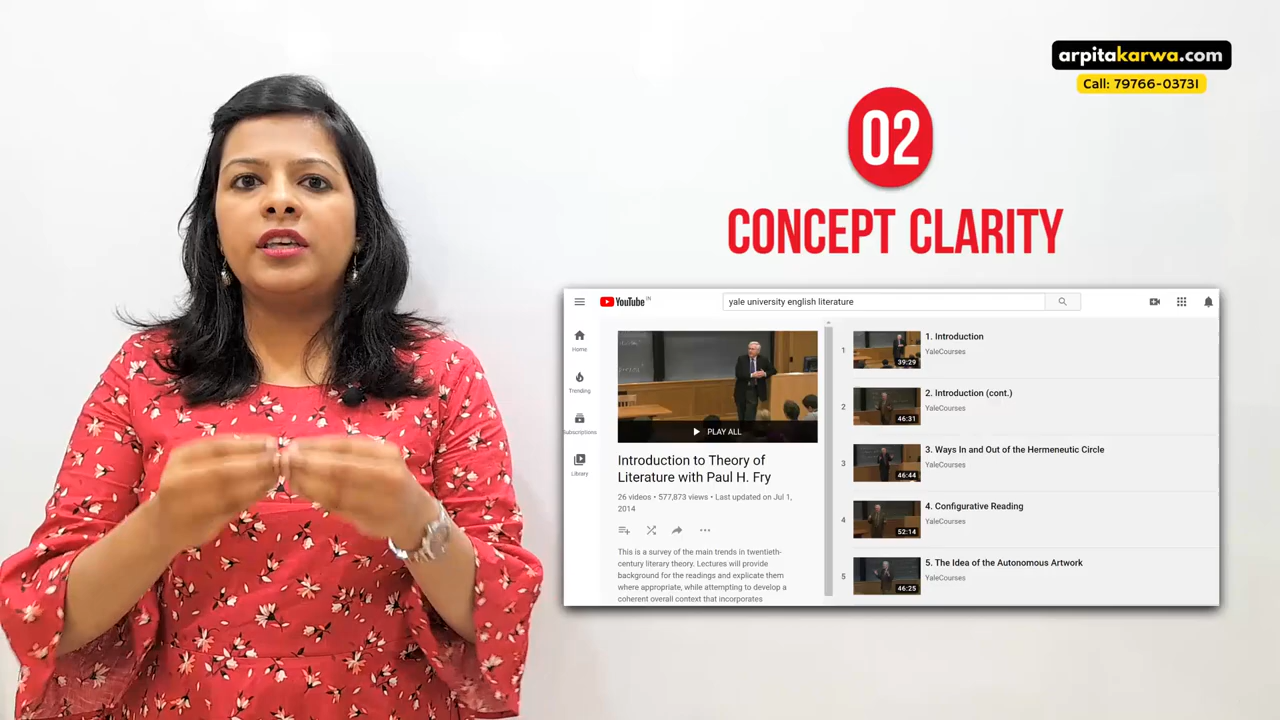 arpitakarwa.com
Call: 79766-03731
02
CONCEPT CLARITY
YouTube IN
yale university english literature
Home
Trending
Subscriptions
Library
PLAY ALL
Introduction to Theory of
Literature with Paul H. Fry
26 videos • 577,873 views • Last updated on Jul 1,
2014
This is a survey of the main trends in twentieth-
century literary theory. Lectures will provide
background for the readings and explicate them
where appropriate, while attempting to develop a
coherent overall context that incorporates
1
39:29
1. Introduction
YaleCourses
2
46:31
2. Introduction (cont.)
YaleCourses
3
46:44
3. Ways In and Out of the Hermeneutic Circle
YaleCourses
4
52:14
4. Configurative Reading
YaleCourses
5
46:25
5. The Idea of the Autonomous Artwork
YaleCourses